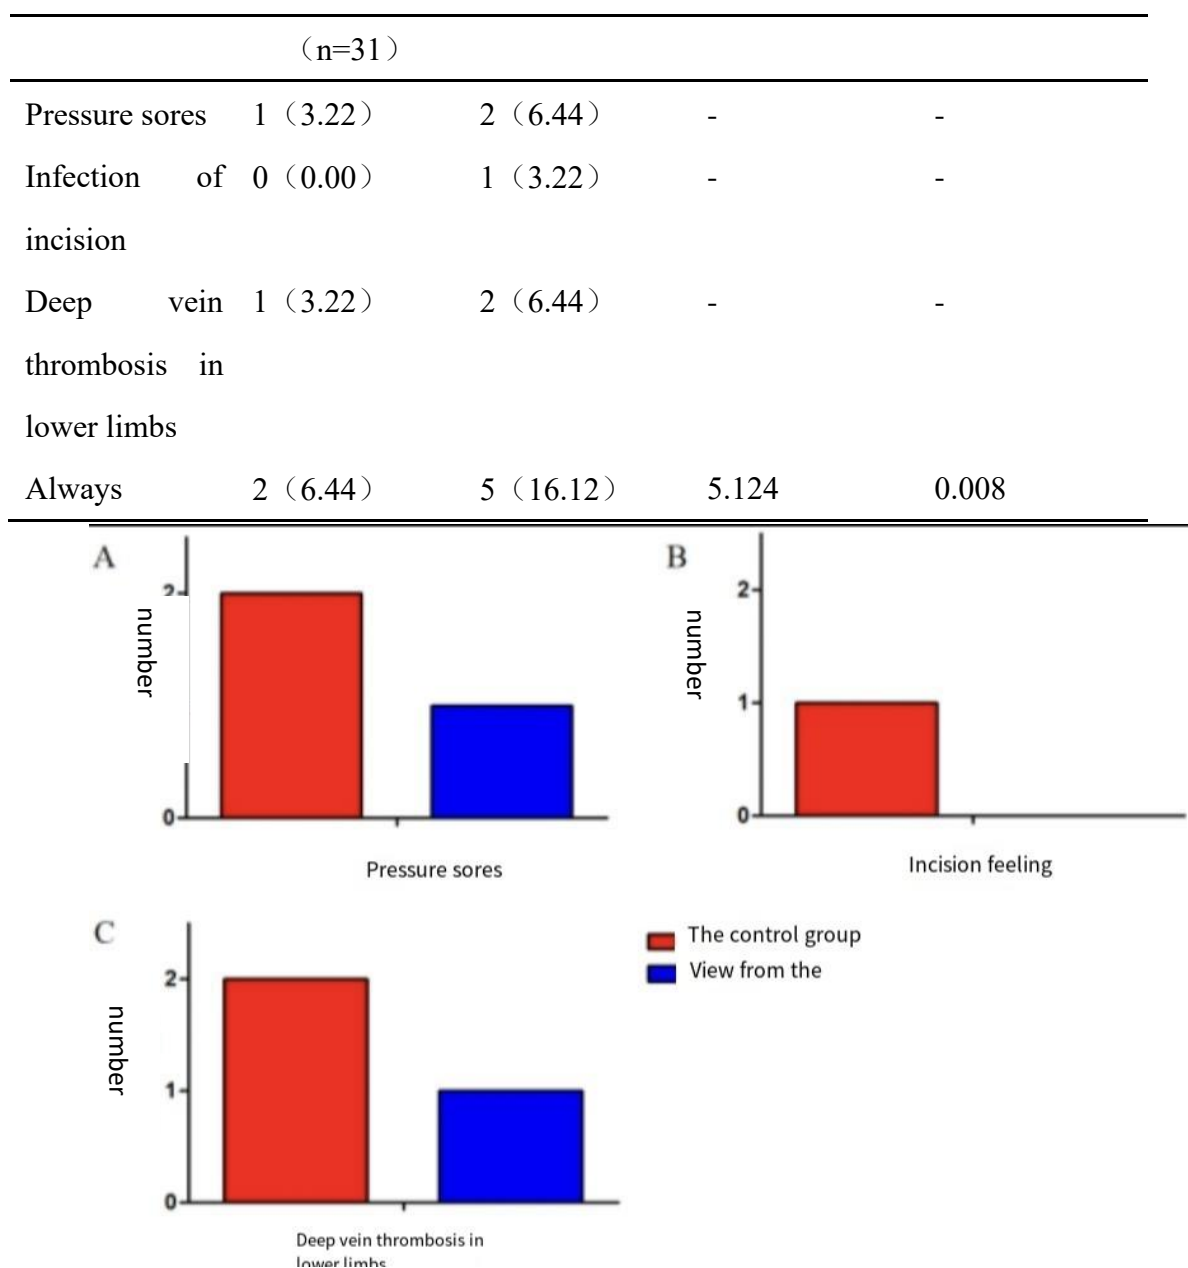 （n=31）
Pressure sores 1（3.22） 2（6.44） - -
Infection of 0（0.00） 1（3.22） - -
incision
Deep vein 1（3.22） 2（6.44） - -
thrombosis in
lower limbs
Always 2（6.44） 5（16.12） 5.124 0.008
A
2
number
0
Pressure sores
B
2
number
1
0
Incision feeling
C
2
number
1
0
Deep vein thrombosis in
lower limbs
The control group
View from the